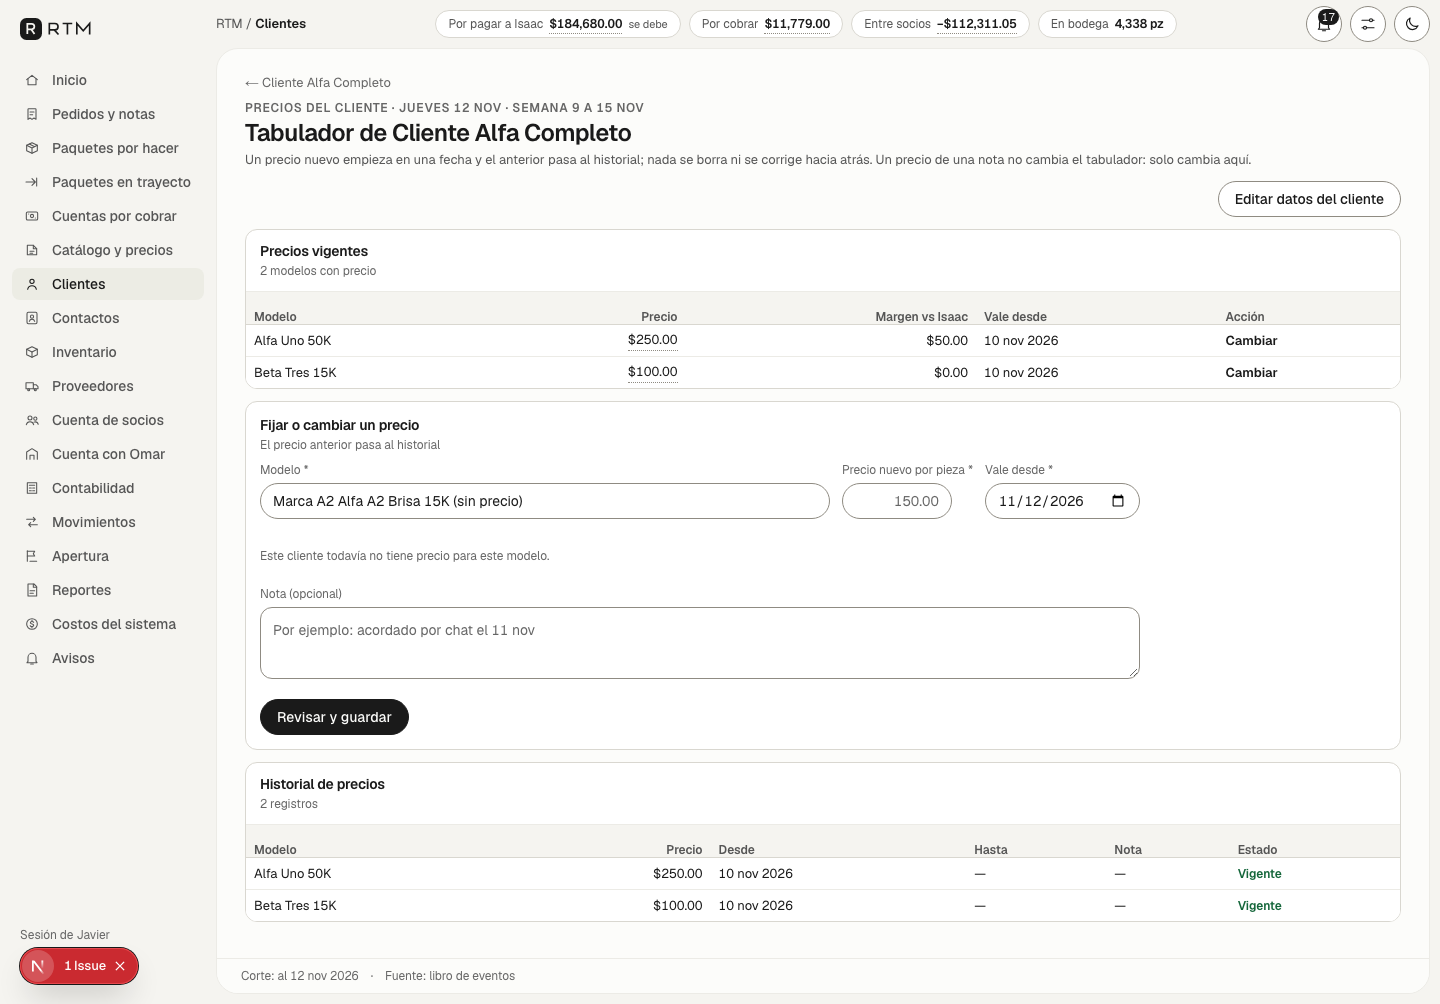 R RTM
RTM / Clientes
Por pagar a Isaac $184,680.00 se debe
Por cobrar $11,779.00
Entre socios −$112,311.05
En bodega 4,338 pz
17
Inicio
Pedidos y notas
Paquetes por hacer
Paquetes en trayecto
Cuentas por cobrar
Catálogo y precios
Clientes
Contactos
Inventario
Proveedores
Cuenta de socios
Cuenta con Omar
Contabilidad
Movimientos
Apertura
Reportes
Costos del sistema
Avisos
Sesión de Javier
N 1 Issue ×
← Cliente Alfa Completo
PRECIOS DEL CLIENTE · JUEVES 12 NOV · SEMANA 9 A 15 NOV
Tabulador de Cliente Alfa Completo
Un precio nuevo empieza en una fecha y el anterior pasa al historial; nada se borra ni se corrige hacia atrás. Un precio de una nota no cambia el tabulador: solo cambia aquí.
Editar datos del cliente
Precios vigentes
2 modelos con precio
Modelo Precio Margen vs Isaac Vale desde Acción
Alfa Uno 50K $250.00 $50.00 10 nov 2026 Cambiar
Beta Tres 15K $100.00 $0.00 10 nov 2026 Cambiar
Fijar o cambiar un precio
El precio anterior pasa al historial
Modelo * Precio nuevo por pieza * Vale desde *
Marca A2 Alfa A2 Brisa 15K (sin precio) 150.00 11/12/2026
Este cliente todavía no tiene precio para este modelo.
Nota (opcional)
Por ejemplo: acordado por chat el 11 nov
Revisar y guardar
Historial de precios
2 registros
Modelo Precio Desde Hasta Nota Estado
Alfa Uno 50K $250.00 10 nov 2026 — — Vigente
Beta Tres 15K $100.00 10 nov 2026 — — Vigente
Corte: al 12 nov 2026 · Fuente: libro de eventos